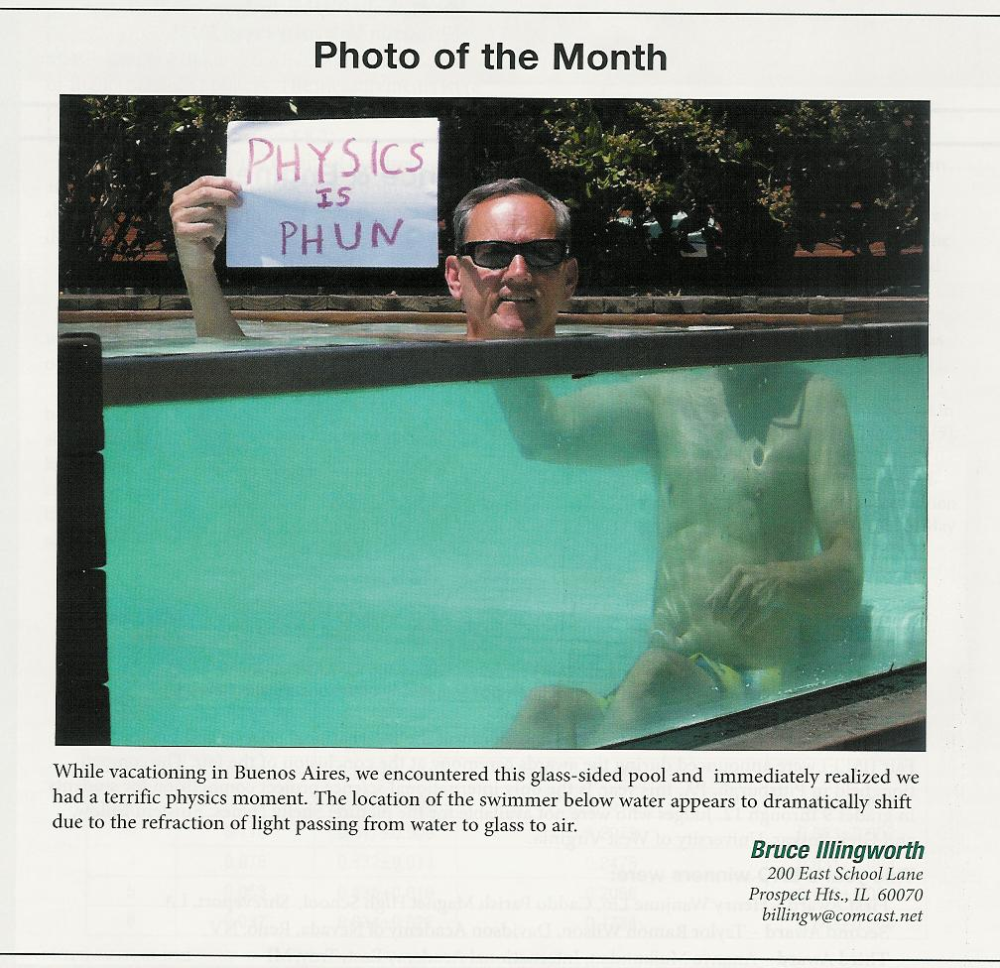 Photo of the Month
PHYSICS
IS
PHUN
While vacationing in Buenos Aires, we encountered this glass-sided pool and immediately realized we
had a terrific physics moment. The location of the swimmer below water appears to dramatically shift
due to the refraction of light passing from water to glass to air.
Bruce Illingworth
200 East School Lane
Prospect Hts., IL 60070
billingw@comcast.net